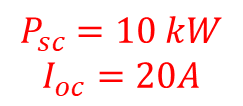 P_sc = 10 kW
I_oc = 20A